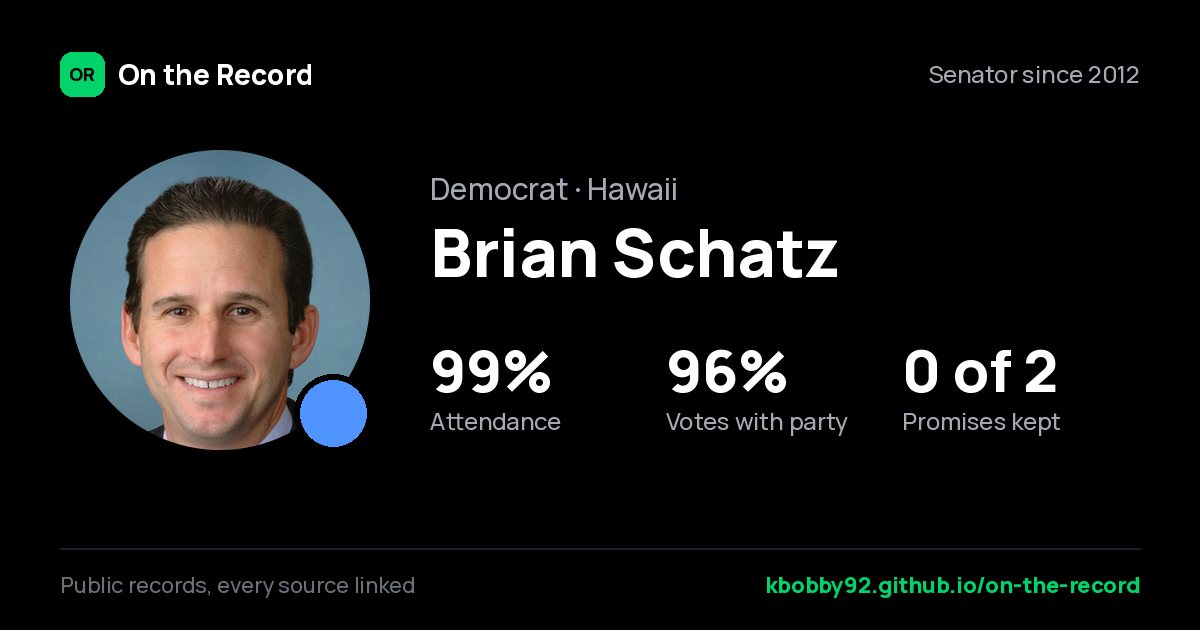 OR On the Record
Senator since 2012
Democrat · Hawaii
Brian Schatz
99% 96% 0 of 2
Attendance Votes with party Promises kept
Public records, every source linked
kbobby92.github.io/on-the-record